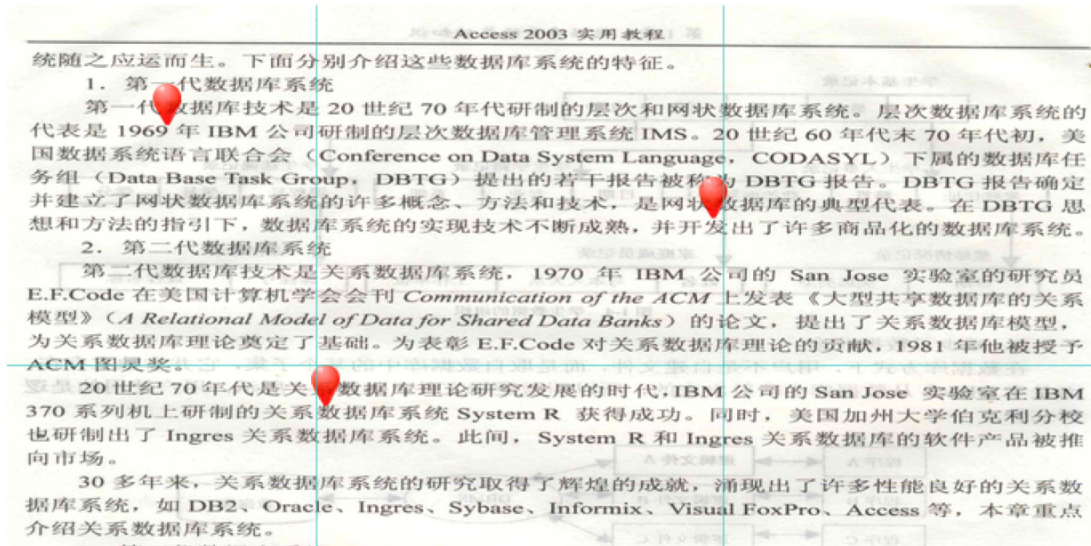 Access 2003 实用教程
统随之应运而生。下面分别介绍这些数据库系统的特征。
1. 第一代数据库系统
第一代数据库技术是 20 世纪 70 年代研制的层次和网状数据库系统。层次数据库系统的
代表是 1969 年 IBM 公司研制的层次数据库管理系统 IMS。20 世纪 60 年代末 70 年代初，美
国数据系统语言联合会（Conference on Data System Language，CODASYL）下属的数据库任
务组（Data Base Task Group，DBTG）提出的若干报告被称为 DBTG 报告。DBTG 报告确定
并建立了网状数据库系统的许多概念、方法和技术，是网状数据库的典型代表。在 DBTG 思
想和方法的指引下，数据库系统的实现技术不断成熟，并开发出了许多商品化的数据库系统。
2. 第二代数据库系统
第二代数据库技术是关系数据库系统，1970 年 IBM 公司的 San Jose 实验室的研究员
E.F.Code 在美国计算机学会会刊 Communication of the ACM 上发表《大型共享数据库的关系
模型》（A Relational Model of Data for Shared Data Banks）的论文，提出了关系数据库模型，
为关系数据库理论奠定了基础。为表彰 E.F.Code 对关系数据库理论的贡献，1981 年他被授予
ACM 图灵奖。
20 世纪 70 年代是关系数据库理论研究发展的时代，IBM 公司的 San Jose 实验室在 IBM
370 系列机上研制的关系数据库系统 System R 获得成功。同时，美国加州大学伯克利分校
也研制出了 Ingres 关系数据库系统。此间，System R 和 Ingres 关系数据库的软件产品被推
向市场。
30 多年来，关系数据库系统的研究取得了辉煌的成就，涌现出了许多性能良好的关系数
据库系统，如 DB2、Oracle、Ingres、Sybase、Informix、Visual FoxPro、Access 等，本章重点
介绍关系数据库系统。